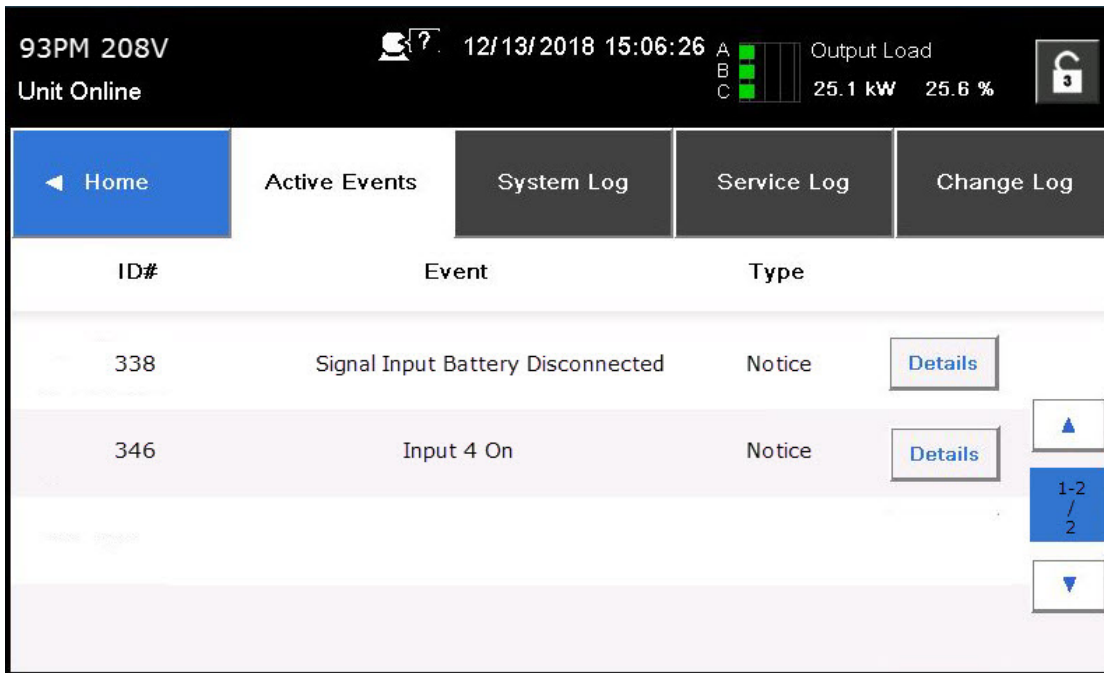 93PM 208V
Unit Online
?
12/13/2018 15:06:26
A
B
C
Output Load
25.1 kW 25.6 %
3
◄ Home
Active Events
System Log
Service Log
Change Log
ID# Event Type
338 Signal Input Battery Disconnected Notice Details
346 Input 4 On Notice Details
▲
1-2
/
2
▼